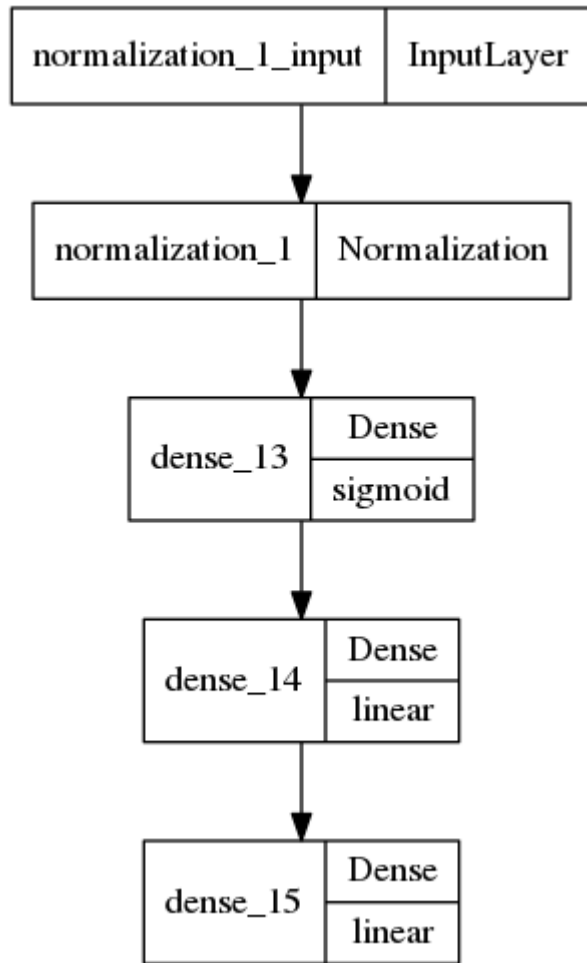 normalization_1_input InputLayer
normalization_1 Normalization
dense_13 Dense
sigmoid
dense_14 Dense
linear
dense_15 Dense
linear